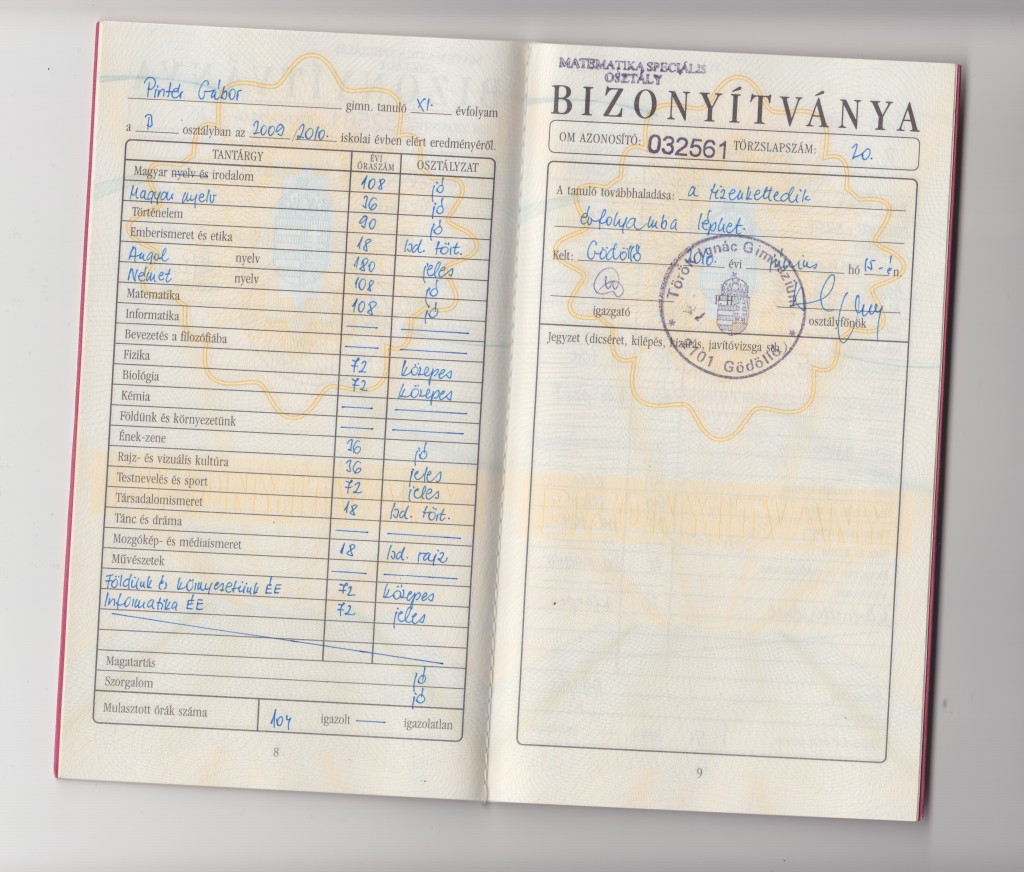 Pintér Gábor gimn. tanuló XI. évfolyam
a B osztályban az 2009/2010. iskolai évben elért eredményéről.
TANTÁRGY ÉVI ÓRASZÁM OSZTÁLYZAT
Magyar nyelv és irodalom 108 jó
Magyar nyelv 36 jó
Történelem 90 jó
Emberismeret és etika 18 ld. tört.
Angol nyelv 180 jeles
Német nyelv 108 jó
Matematika 108 jó
Informatika — —
Bevezetés a filozófiába — —
Fizika 72 közepes
Biológia 72 közepes
Kémia — —
Földünk és környezetünk — —
Ének-zene 36 jó
Rajz- és vizuális kultúra 36 jeles
Testnevelés és sport 72 jeles
Társadalomismeret 18 ld. tört.
Tánc és dráma — —
Mozgókép- és médiaismeret 18 ld. rajz
Művészetek — —
Földünk és környezetünk ÉE 72 közepes
Informatika ÉE 72 jeles
Magatartás jó
Szorgalom jó
Mulasztott órák száma 104 igazolt — igazolatlan
8
MATEMATIKA SPECIÁLIS
OSZTÁLY
BIZONYÍTVÁNYA
OM AZONOSÍTÓ: 032561 TÖRZSLAPSZÁM: 20.
A tanuló továbbhaladása: a tizenkettedik
évfolyamba léphet.
Kelt: Gödöllő 2010. évi június hó 15-én.
igazgató P.H. osztályfőnök
Török Ignác Gimnázium
* 2101 Gödöllő *
Jegyzet (dicséret, kilépés, kizárás, javítóvizsga stb.)
9